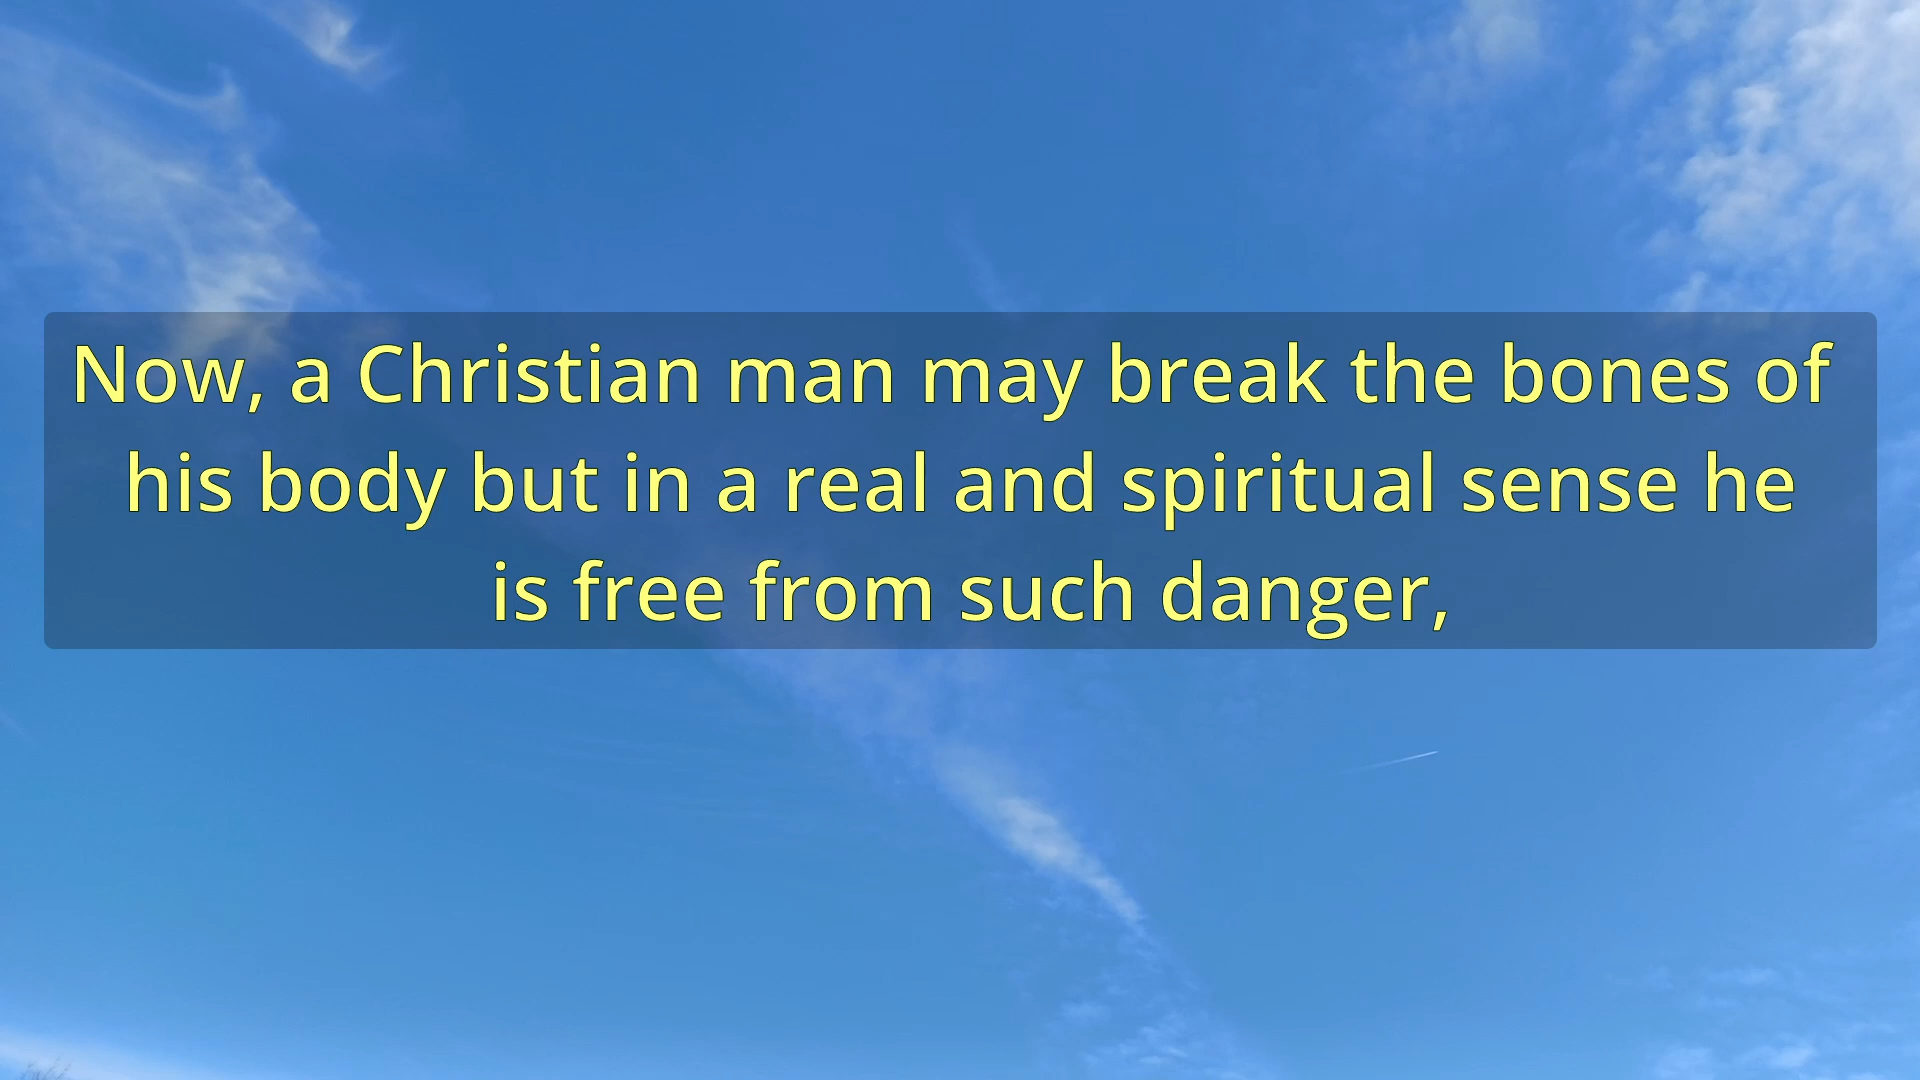 Now, a Christian man may break the bones of
his body but in a real and spiritual sense he
is free from such danger,